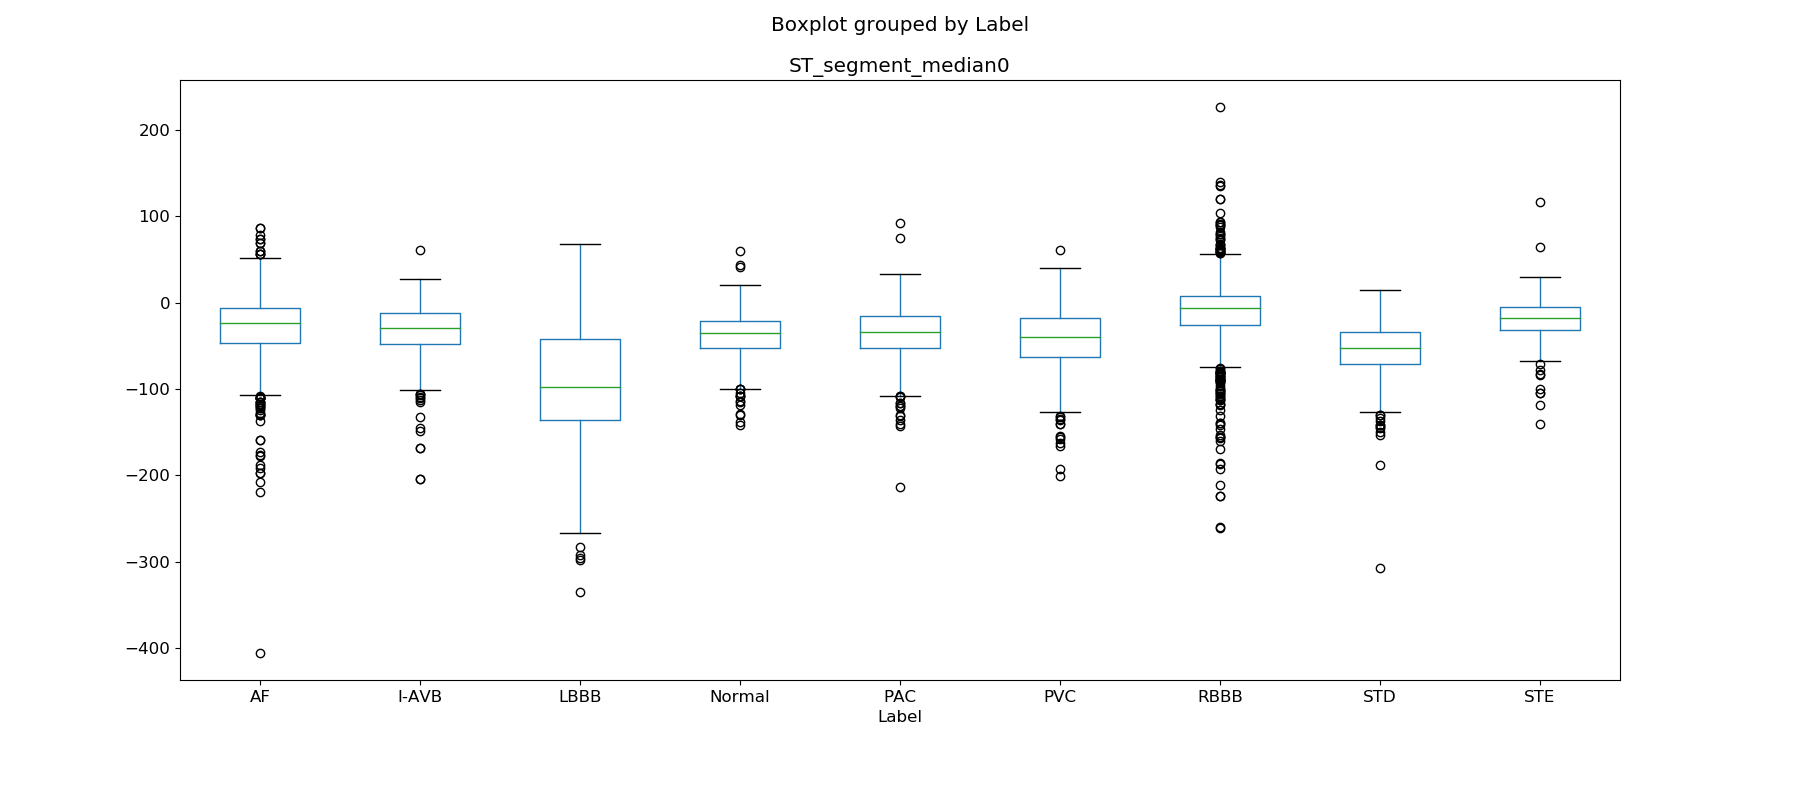 Boxplot grouped by Label
ST_segment_median0
200
100
0
−100
−200
−300
−400
AF I-AVB LBBB Normal PAC PVC RBBB STD STE
Label